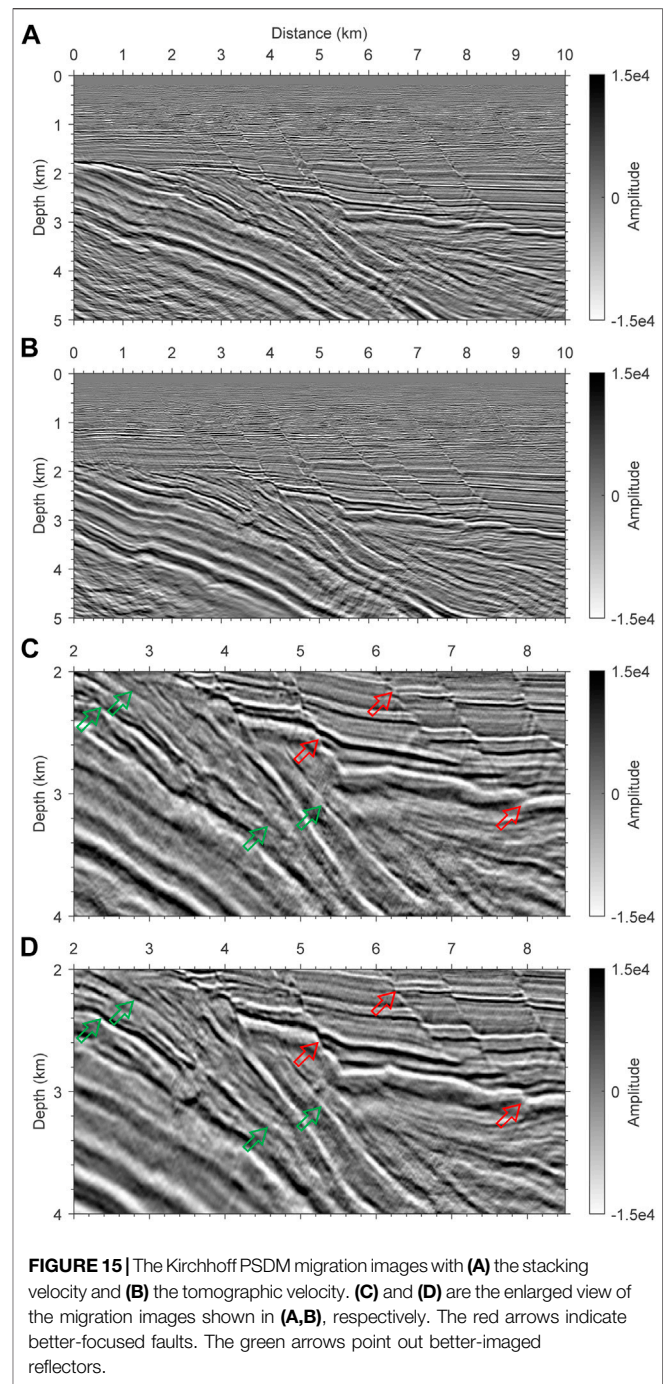 A
Distance (km)
0 1 2 3 4 5 6 7 8 9 10
0
1
2
3
4
5
Depth (km)
1.5e4
0
-1.5e4
Amplitude
B
0 1 2 3 4 5 6 7 8 9 10
0
1
2
3
4
5
Depth (km)
1.5e4
0
-1.5e4
Amplitude
C
2 3 4 5 6 7 8
2
3
4
Depth (km)
1.5e4
0
-1.5e4
Amplitude
D
2 3 4 5 6 7 8
2
3
4
Depth (km)
1.5e4
0
-1.5e4
Amplitude
FIGURE 15 | The Kirchhoff PSDM migration images with (A) the stacking
velocity and (B) the tomographic velocity. (C) and (D) are the enlarged view of
the migration images shown in (A,B), respectively. The red arrows indicate
better-focused faults. The green arrows point out better-imaged
reflectors.